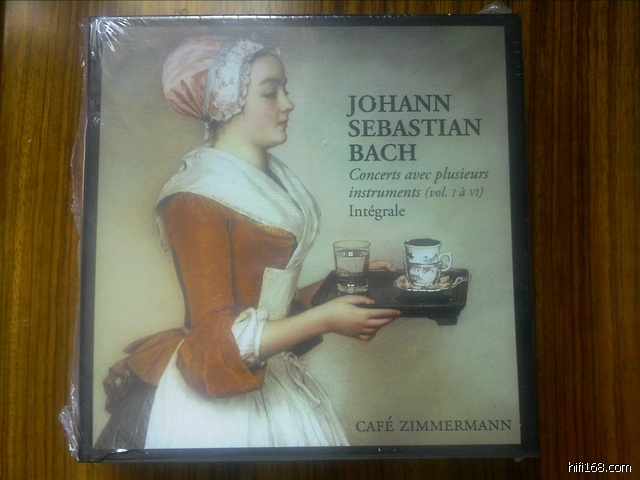 JOHANN
SEBASTIAN
BACH
Concerts avec plusieurs
instruments (vol. I à VI)
Intégrale
CAFÉ ZIMMERMANN
hifi168.com